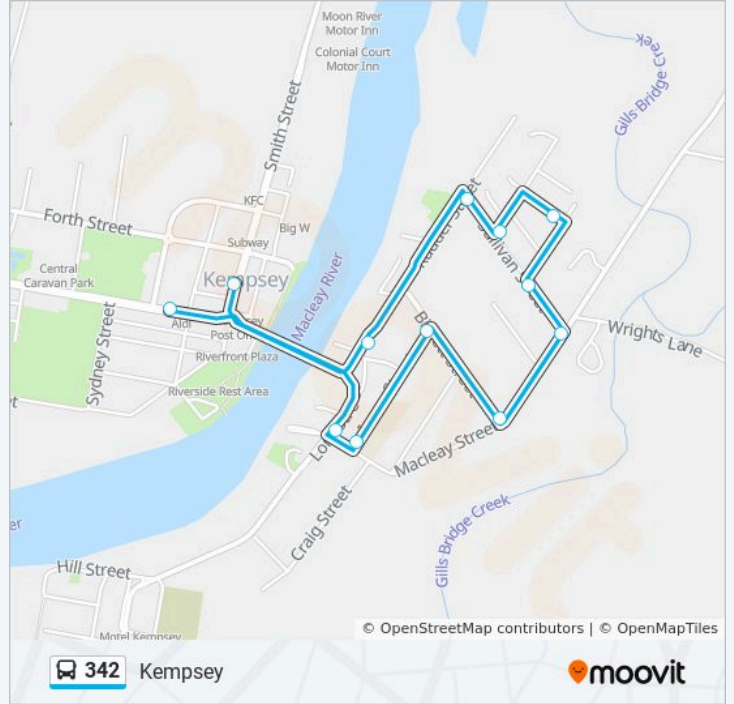 Moon River
Motor Inn
Colonial Court
Motor Inn
Smith Street
Gills Bridge Creek
KFC
Big W
Forth Street
Subway
Central
Caravan Park
Kempsey
Macleay River
Aldi
Post
Riverfront Plaza
Sydney Street
Riverside Rest Area
Wrights Lane
Macleay Street
Craig Street
Gills Bridge Creek
Hill Street
Motel Kempsey
© OpenStreetMap contributors | © OpenMapTiles
342 Kempsey
moovit